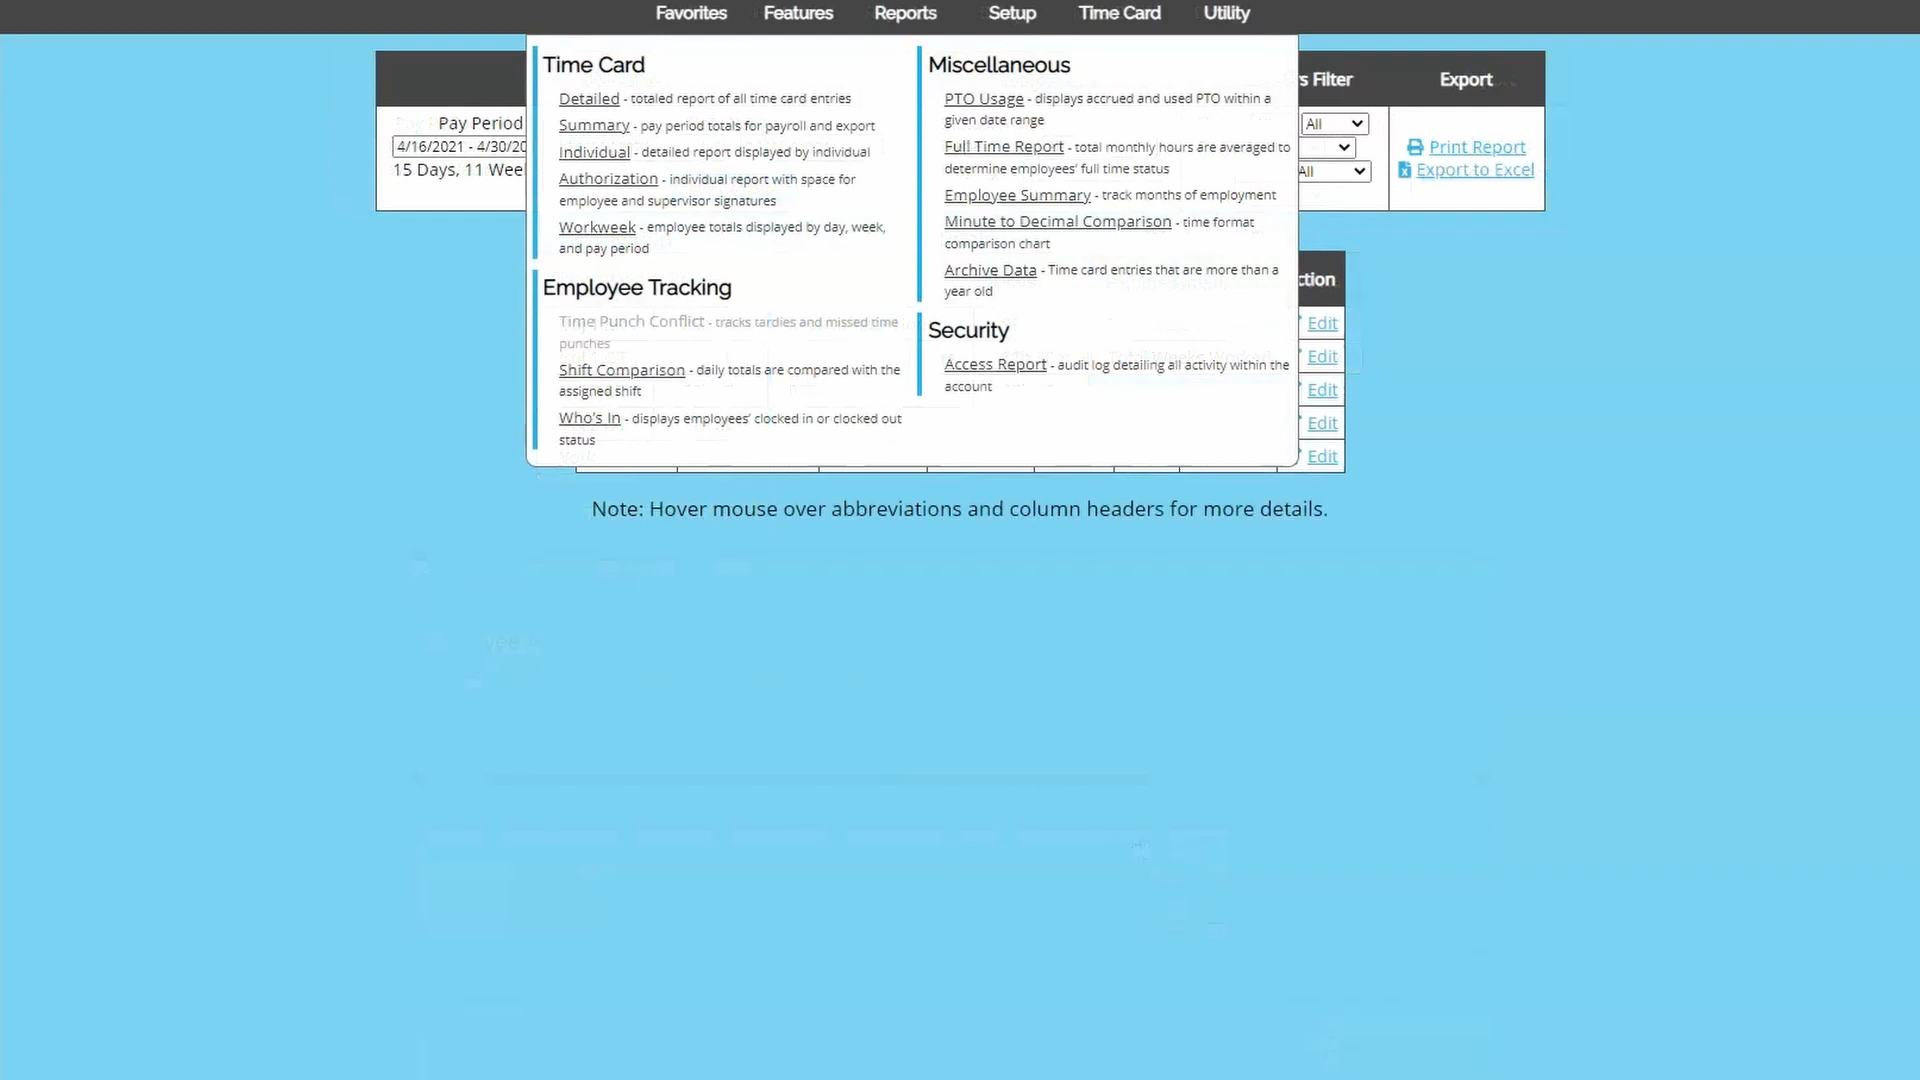 Favorites Features Reports Setup Time Card Utility
Time Card
Detailed - totaled report of all time card entries
Summary - pay period totals for payroll and export
Individual - detailed report displayed by individual
Authorization - individual report with space for
employee and supervisor signatures
Workweek - employee totals displayed by day, week,
and pay period
Employee Tracking
Time Punch Conflict - tracks tardies and missed time
punches
Shift Comparison - daily totals are compared with the
assigned shift
Who's In - displays employees' clocked in or clocked out
status
Miscellaneous
PTO Usage - displays accrued and used PTO within a
given date range
Full Time Report - total monthly hours are averaged to
determine employees' full time status
Employee Summary - track months of employment
Minute to Decimal Comparison - time format
comparison chart
Archive Data - Time card entries that are more than a
year old
Security
Access Report - audit log detailing all activity within the
account
Pay Period
4/16/2021 - 4/30/20
15 Days, 11 Wee
s Filter
All
All
Export
Print Report
Export to Excel
ction
Edit
Edit
Edit
Edit
Edit
Note: Hover mouse over abbreviations and column headers for more details.